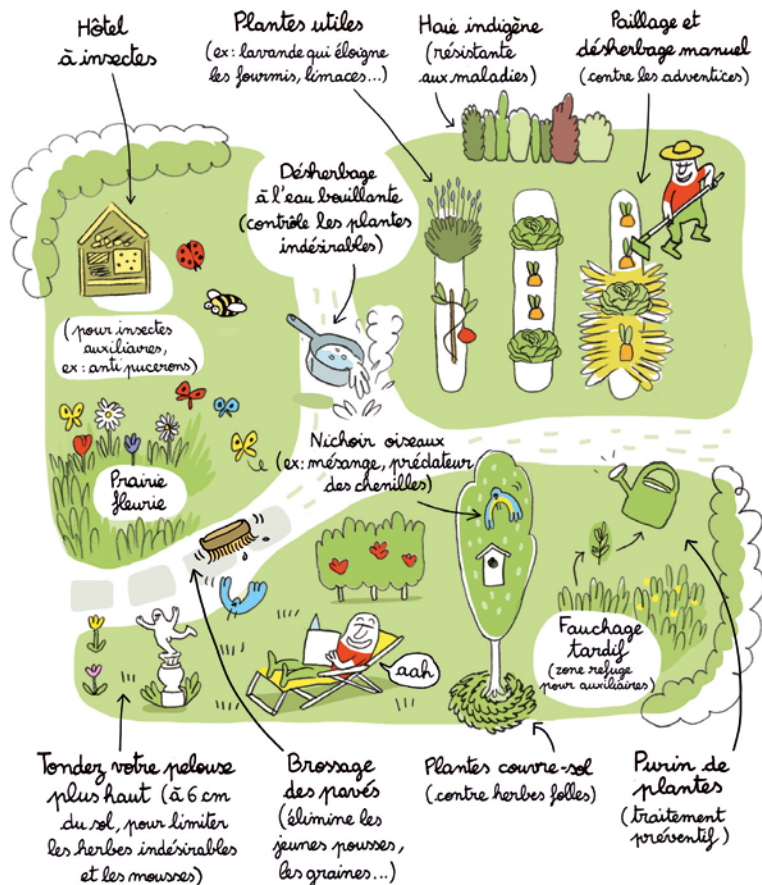 Hôtel
à insectes
Plantes utiles
(ex: lavande qui éloigne
les fourmis, limaces...)
Haie indigène
(résistante
aux maladies)
Paillage et
désherbage manuel
(contre les adventices)
Désherbage
à l'eau bouillante
(contrôle les plantes
indésirables)
(pour insectes
auxiliaires,
ex: anti pucerons)
Prairie
fleurie
Nichoir oiseaux
(ex: mésange, prédateur
des chenilles)
Fauchage
tardif
(zone refuge
pour auxiliaires)
aah
Tondez votre pelouse
plus haut (à 6 cm
du sol, pour limiter
les herbes indésirables
et les mousses)
Brossage
des pavés
(élimine les
jeunes pousses,
les graines...)
Plantes couvre-sol
(contre herbes folles)
Purin de
plantes
(traitement
préventif)